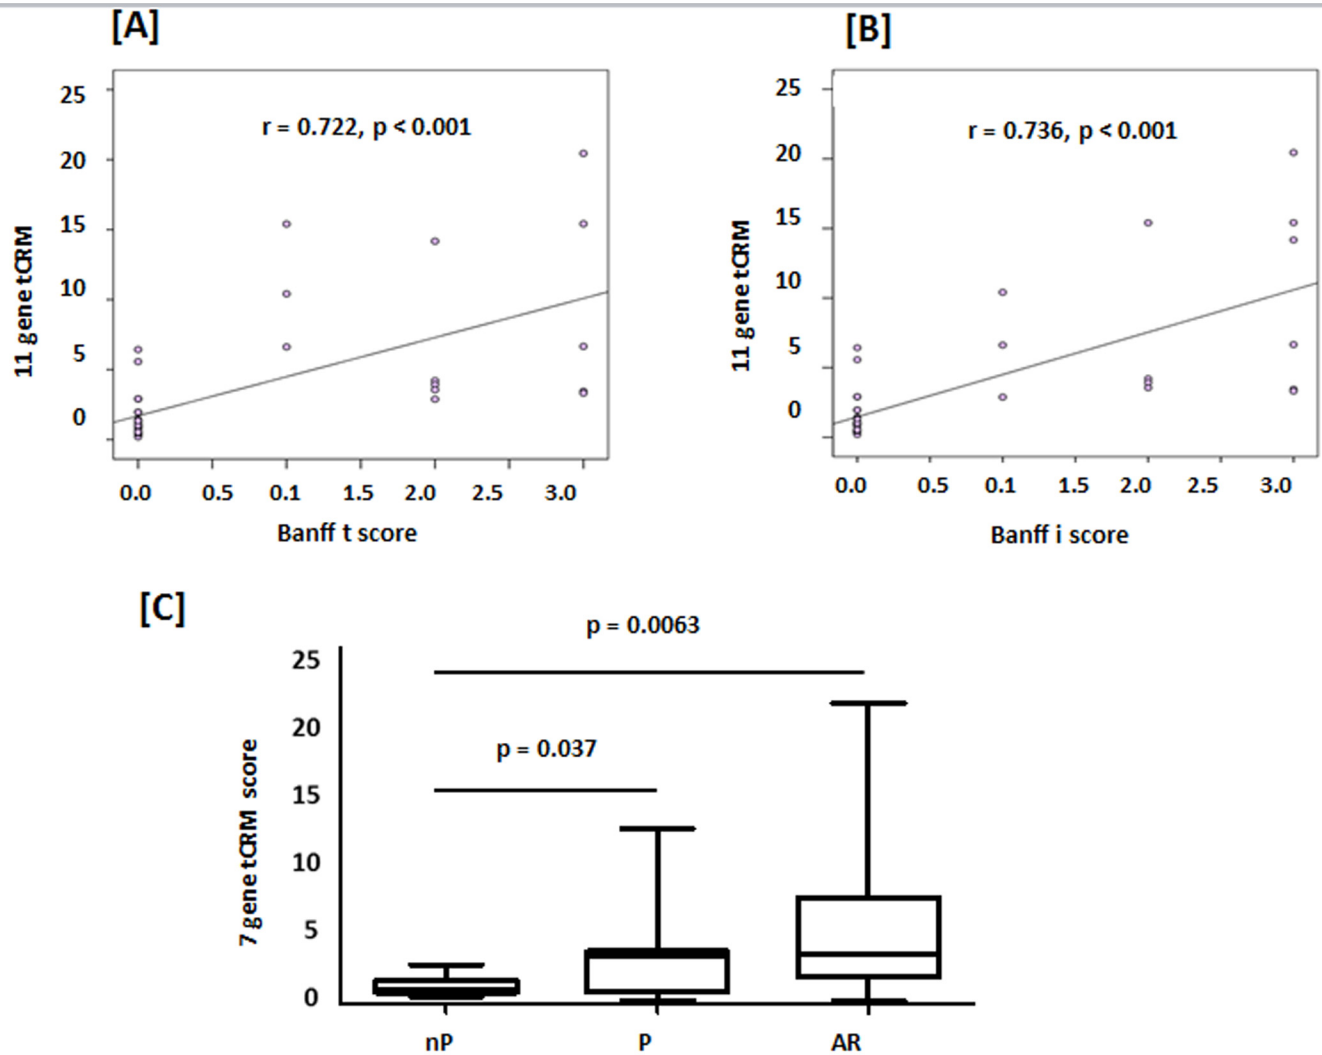 [A]
r = 0.722, p < 0.001
25
20
15
10
5
0
11 gene tCRM
0.0 0.5 0.1 1.5 2.0 2.5 3.0
Banff t score
[B]
r = 0.736, p < 0.001
25
20
15
10
5
0
11 gene tCRM
0.0 0.5 0.1 1.5 2.0 2.5 3.0
Banff i score
[C]
p = 0.0063
p = 0.037
25
20
15
10
5
0
7 gene tCRM score
nP P AR